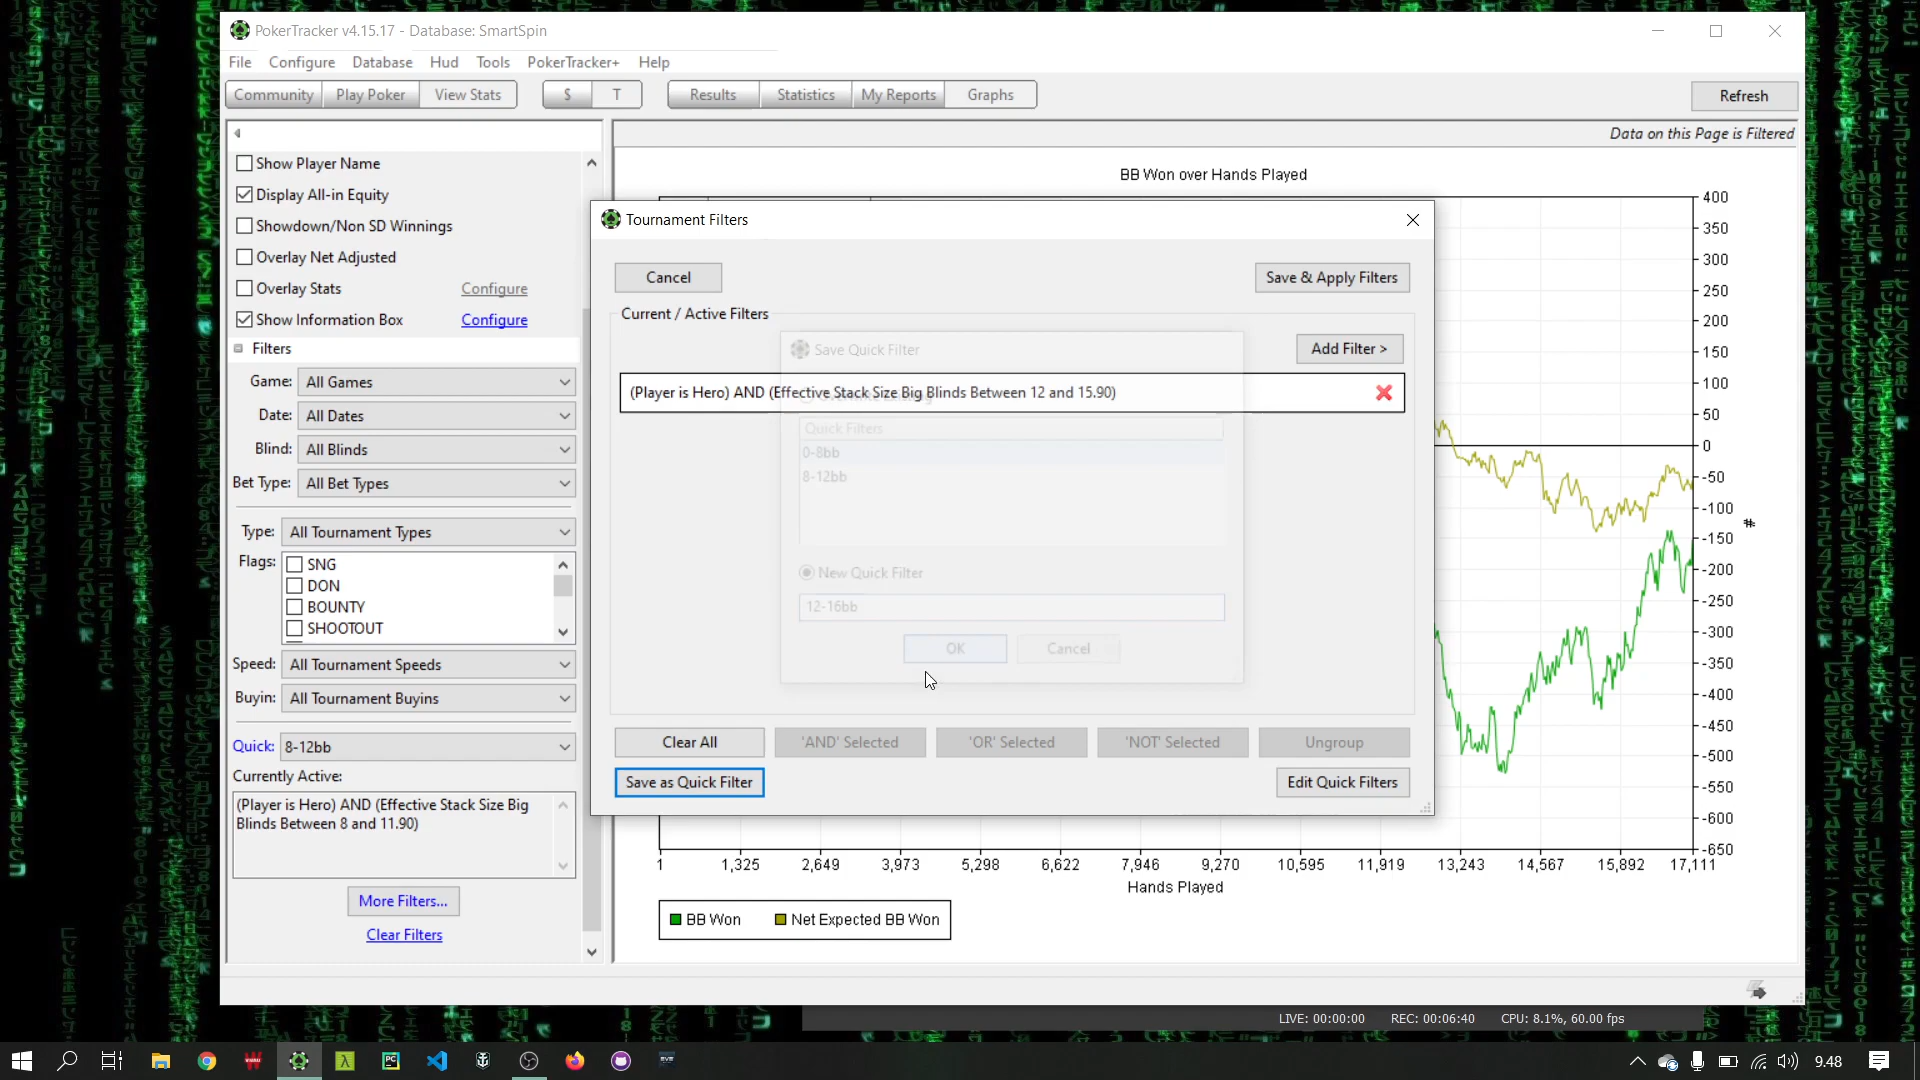 PokerTracker v4.15.17 - Database: SmartSpin
File Configure Database Hud Tools PokerTracker+ Help
Community Play Poker View Stats $ T Results Statistics My Reports Graphs Refresh
Data on this Page is Filtered
Show Player Name
Display All-in Equity
Showdown/Non SD Winnings
Overlay Net Adjusted
Overlay Stats Configure
Show Information Box Configure
Filters
Game: All Games
Date: All Dates
Blind: All Blinds
Bet Type: All Bet Types
Type: All Tournament Types
Flags: SNG
DON
BOUNTY
SHOOTOUT
Speed: All Tournament Speeds
Buyin: All Tournament Buyins
Quick: 8-12bb
Currently Active:
(Player is Hero) AND (Effective Stack Size Big
Blinds Between 8 and 11.90)
More Filters...
Clear Filters
BB Won over Hands Played
Tournament Filters
Cancel Save & Apply Filters
Current / Active Filters
Add Filter >
(Player is Hero) AND (Effective Stack Size Big Blinds Between 12 and 15.90)
Save Quick Filter
Quick Filters
0-8bb
8-12bb
New Quick Filter
12-16bb
OK Cancel
Clear All 'AND' Selected 'OR' Selected 'NOT' Selected Ungroup
Save as Quick Filter Edit Quick Filters
400
350
300
250
200
150
100
50
0
-50
-100
-150
-200
-250
-300
-350
-400
-450
-500
-550
-600
-650
#
1 1,325 2,649 3,973 5,298 6,622 7,946 9,270 10,595 11,919 13,243 14,567 15,892 17,111
Hands Played
BB Won Net Expected BB Won
LIVE: 00:00:00 REC: 00:06:40 CPU: 8.1%, 60.00 fps
9.48